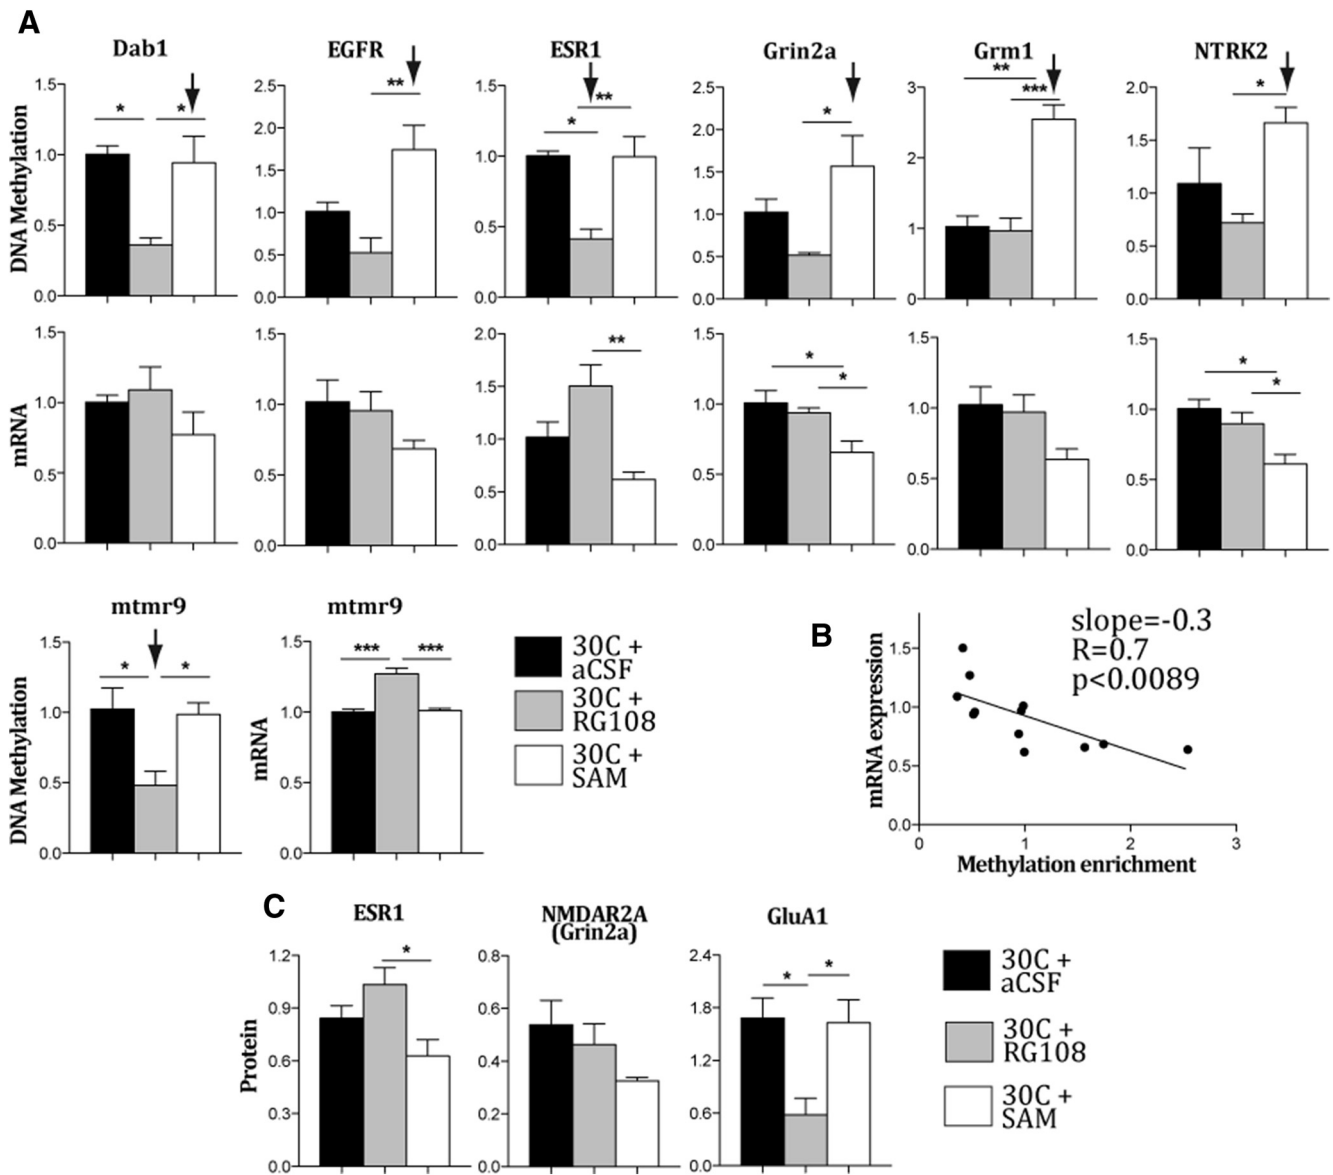 A
Dab1
EGFR
ESR1
Grin2a
Grm1
NTRK2
DNA Methylation
1.5
1.0
0.5
0.0
* *
2.5
2.0
1.5
1.0
0.5
0.0
**
1.5
1.0
0.5
0.0
* **
2.5
2.0
1.5
1.0
0.5
0.0
*
3
2
1
0
** ***
2.0
1.5
1.0
0.5
0.0
*
mRNA
1.5
1.0
0.5
0.0
1.5
1.0
0.5
0.0
2.0
1.5
1.0
0.5
0.0
**
1.5
1.0
0.5
0.0
* *
1.5
1.0
0.5
0.0
1.5
1.0
0.5
0.0
* *
mtmr9
DNA Methylation
1.5
1.0
0.5
0.0
* *
mtmr9
mRNA
1.5
1.0
0.5
0.0
*** ***
30C +
aCSF
30C +
RG108
30C +
SAM
B
mRNA expression
1.5
1.0
0.5
0.0
slope=-0.3
R=0.7
p<0.0089
0 1 2 3
Methylation enrichment
C
ESR1
Protein
1.2
0.9
0.6
0.3
0.0
*
NMDAR2A
(Grin2a)
0.8
0.6
0.4
0.2
0.0
GluA1
2.4
1.8
1.2
0.6
0.0
* *
30C +
aCSF
30C +
RG108
30C +
SAM